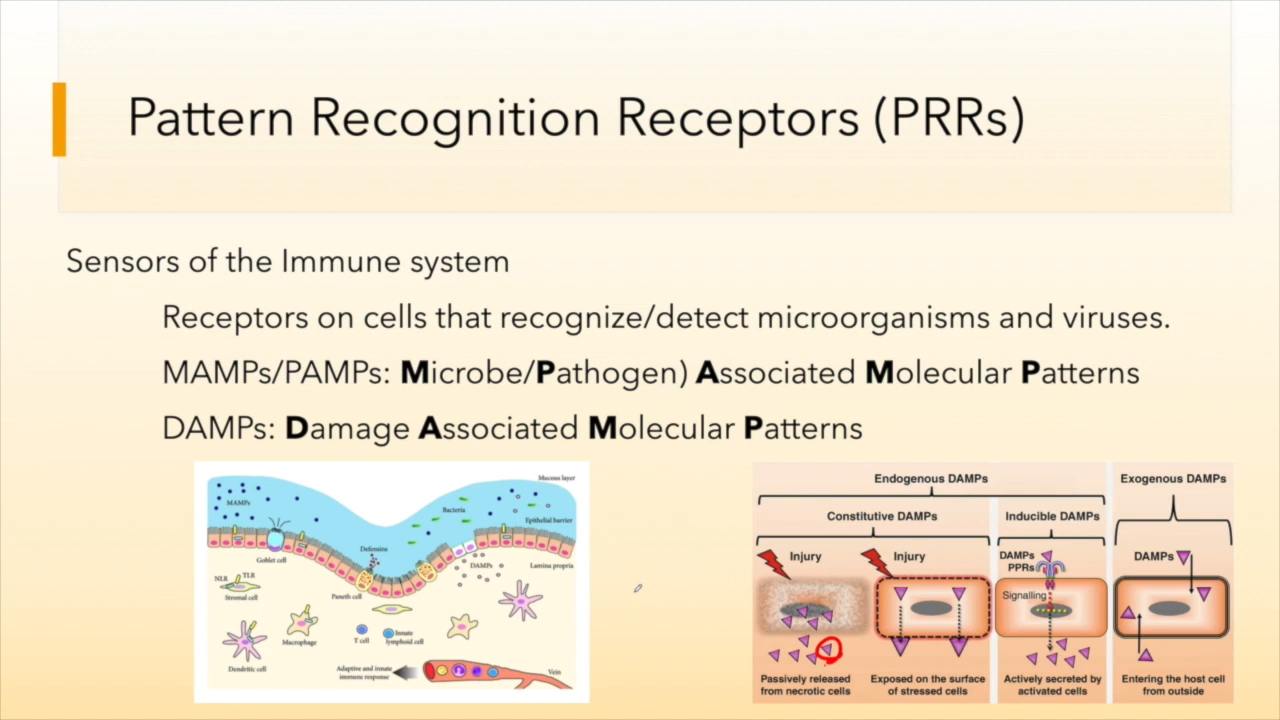 Pattern Recognition Receptors (PRRs)
Sensors of the Immune system
Receptors on cells that recognize/detect microorganisms and viruses.
MAMPs/PAMPs: Microbe/Pathogen) Associated Molecular Patterns
DAMPs: Damage Associated Molecular Patterns
Mucous layer
MAMPs
Bacteria
Epithelial barrier
Goblet cell
Defensins
DAMPs
Lamina propria
NLR
TLR
Stromal cell
Paneth cell
Macrophage
T cell
Innate
lymphoid cell
Dendritic cell
Adaptive and innate
immune response
Vein
Endogenous DAMPs
Exogenous DAMPs
Constitutive DAMPs
Inducible DAMPs
Injury
Injury
DAMPs
PPRs
DAMPs
Signalling
Passively released
from necrotic cells
Exposed on the surface
of stressed cells
Actively secreted by
activated cells
Entering the host cell
from outside